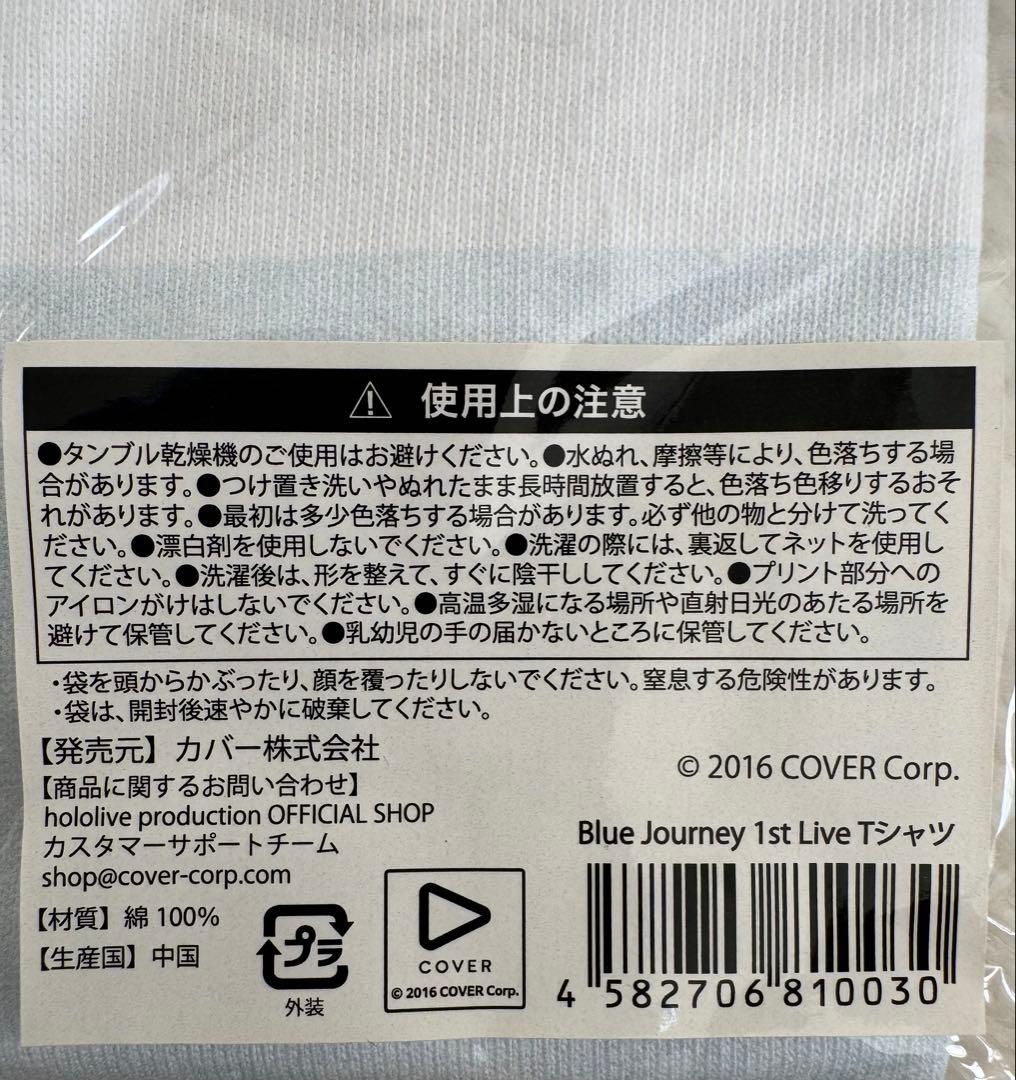 ⚠ 使用上の注意
●タンブル乾燥機のご使用はお避けください。●水ぬれ、摩擦等により、色落ちする場
合があります。●つけ置き洗いやぬれたまま長時間放置すると、色落ち色移りするおそ
れがあります。●最初は多少色落ちする場合があります。必ず他の物と分けて洗ってく
ださい。●漂白剤を使用しないでください。●洗濯の際には、裏返してネットを使用し
てください。●洗濯後は、形を整えて、すぐに陰干ししてください。●プリント部分への
アイロンがけはしないでください。●高温多湿になる場所や直射日光のあたる場所を
避けて保管してください。●乳幼児の手の届かないところに保管してください。
・袋を頭からかぶったり、顔を覆ったりしないでください。窒息する危険性があります。
・袋は、開封後速やかに破棄してください。
【発売元】カバー株式会社
【商品に関するお問い合わせ】
hololive production OFFICIAL SHOP
カスタマーサポートチーム
shop@cover-corp.com
【材質】綿 100%
【生産国】中国
プラ
外装
COVER
© 2016 COVER Corp.
© 2016 COVER Corp.
Blue Journey 1st Live Tシャツ
4 582706 810030